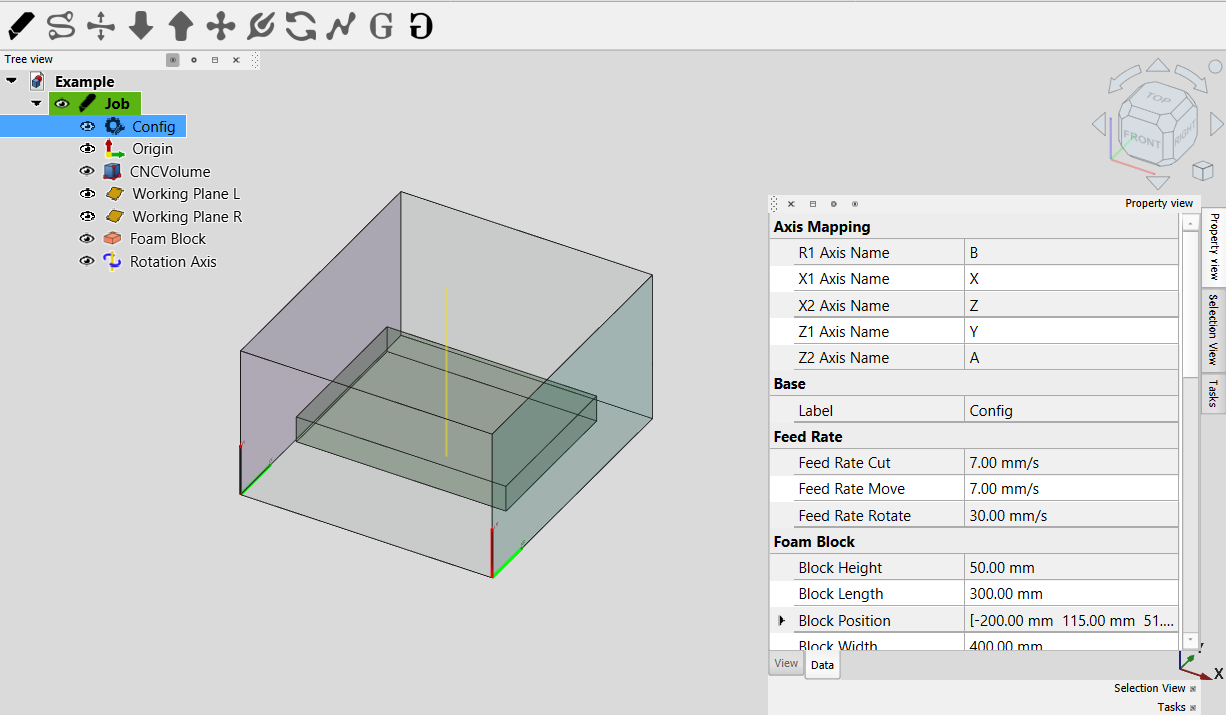 Tree view
Example
Job
Config
Origin
CNCVolume
Working Plane L
Working Plane R
Foam Block
Rotation Axis
TOP
FRONT
RIGHT
Property view
Axis Mapping
R1 Axis Name B
X1 Axis Name X
X2 Axis Name Z
Z1 Axis Name Y
Z2 Axis Name A
Base
Label Config
Feed Rate
Feed Rate Cut 7.00 mm/s
Feed Rate Move 7.00 mm/s
Feed Rate Rotate 30.00 mm/s
Foam Block
Block Height 50.00 mm
Block Length 300.00 mm
Block Position [-200.00 mm 115.00 mm 51....
Block Width 400.00 mm
View
Data
Property view
Selection View
Tasks
X
Selection View
Tasks